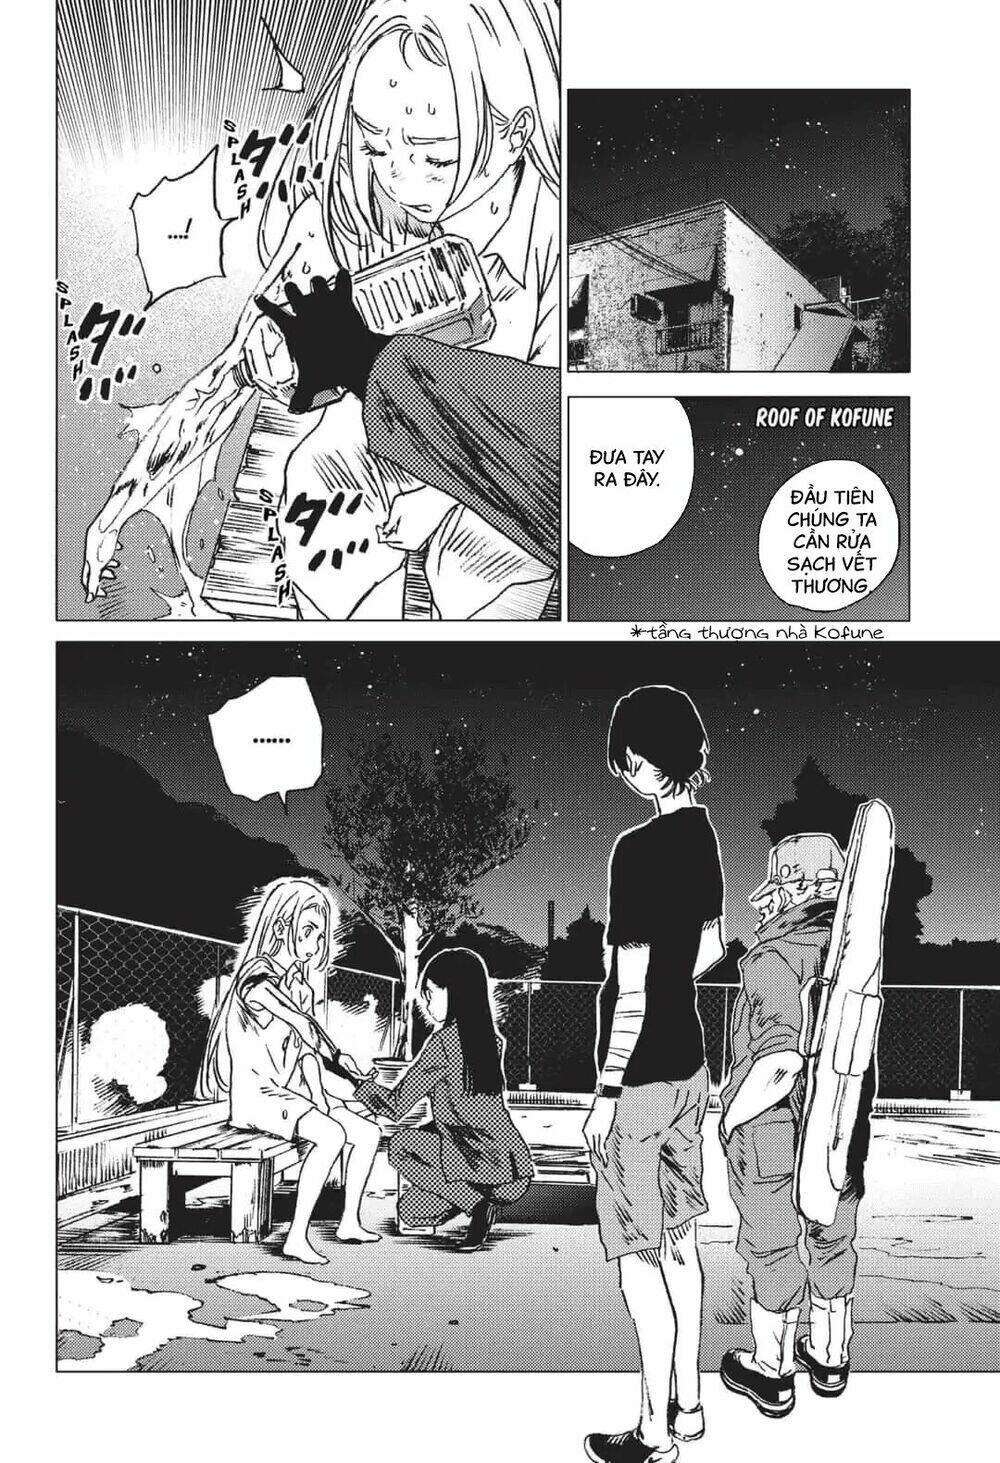 ROOF OF KOFUNE
ĐẦU TIÊN
CHÚNG TA
CẦN RỬA
SẠCH VẾT
THƯƠNG.
ĐƯA TAY
RA ĐÂY.
*tầng thượng nhà Kofune
SPLASH
ダ゛
...!
SPLASH
ダバ
SPLASH
ダ
......